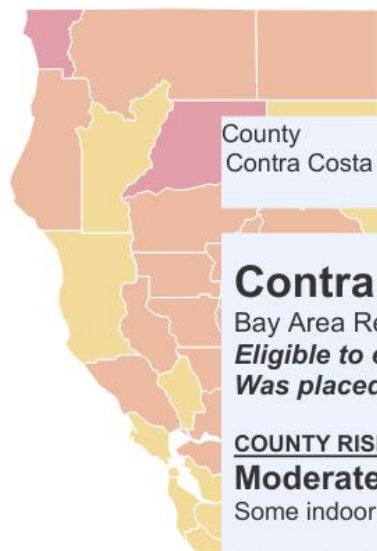 County
Contra Costa
Contra
Bay Area Re
Eligible to
Was placed
COUNTY RIS
Moderate
Some indoor